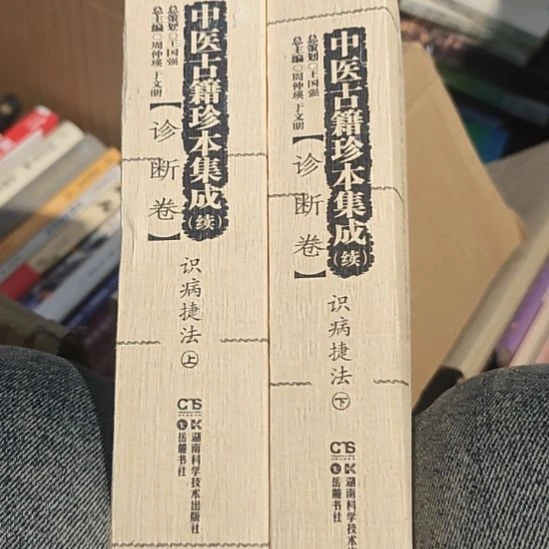 中医古籍珍本集成(续)
总策划○王国强
总主编○周仲瑛 于文明
【诊断卷】
识病捷法
上
湖南科学技术出版社
岳麓书社
中医古籍珍本集成(续)
总策划○王国强
总主编○周仲瑛 于文明
【诊断卷】
识病捷法
下
湖南科学技术出版社
岳麓书社